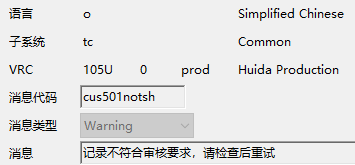 语言 o Simplified Chinese
子系统 tc Common
VRC 105U 0 prod Huida Production
消息代码 cus501notsh
消息类型 Warning
消息 记录不符合审核要求，请检查后重试